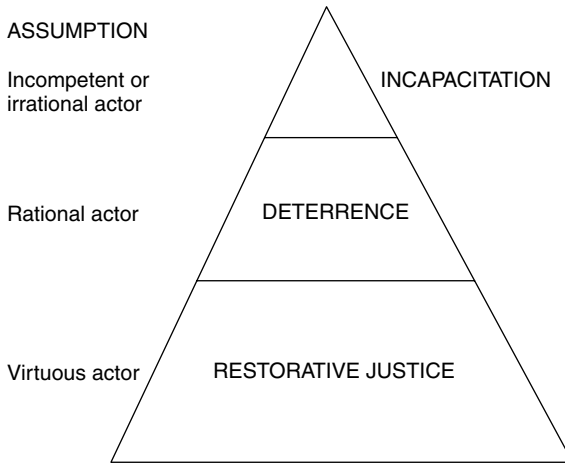 ASSUMPTION
Incompetent or
irrational actor
INCAPACITATION
Rational actor
DETERRENCE
Virtuous actor
RESTORATIVE JUSTICE